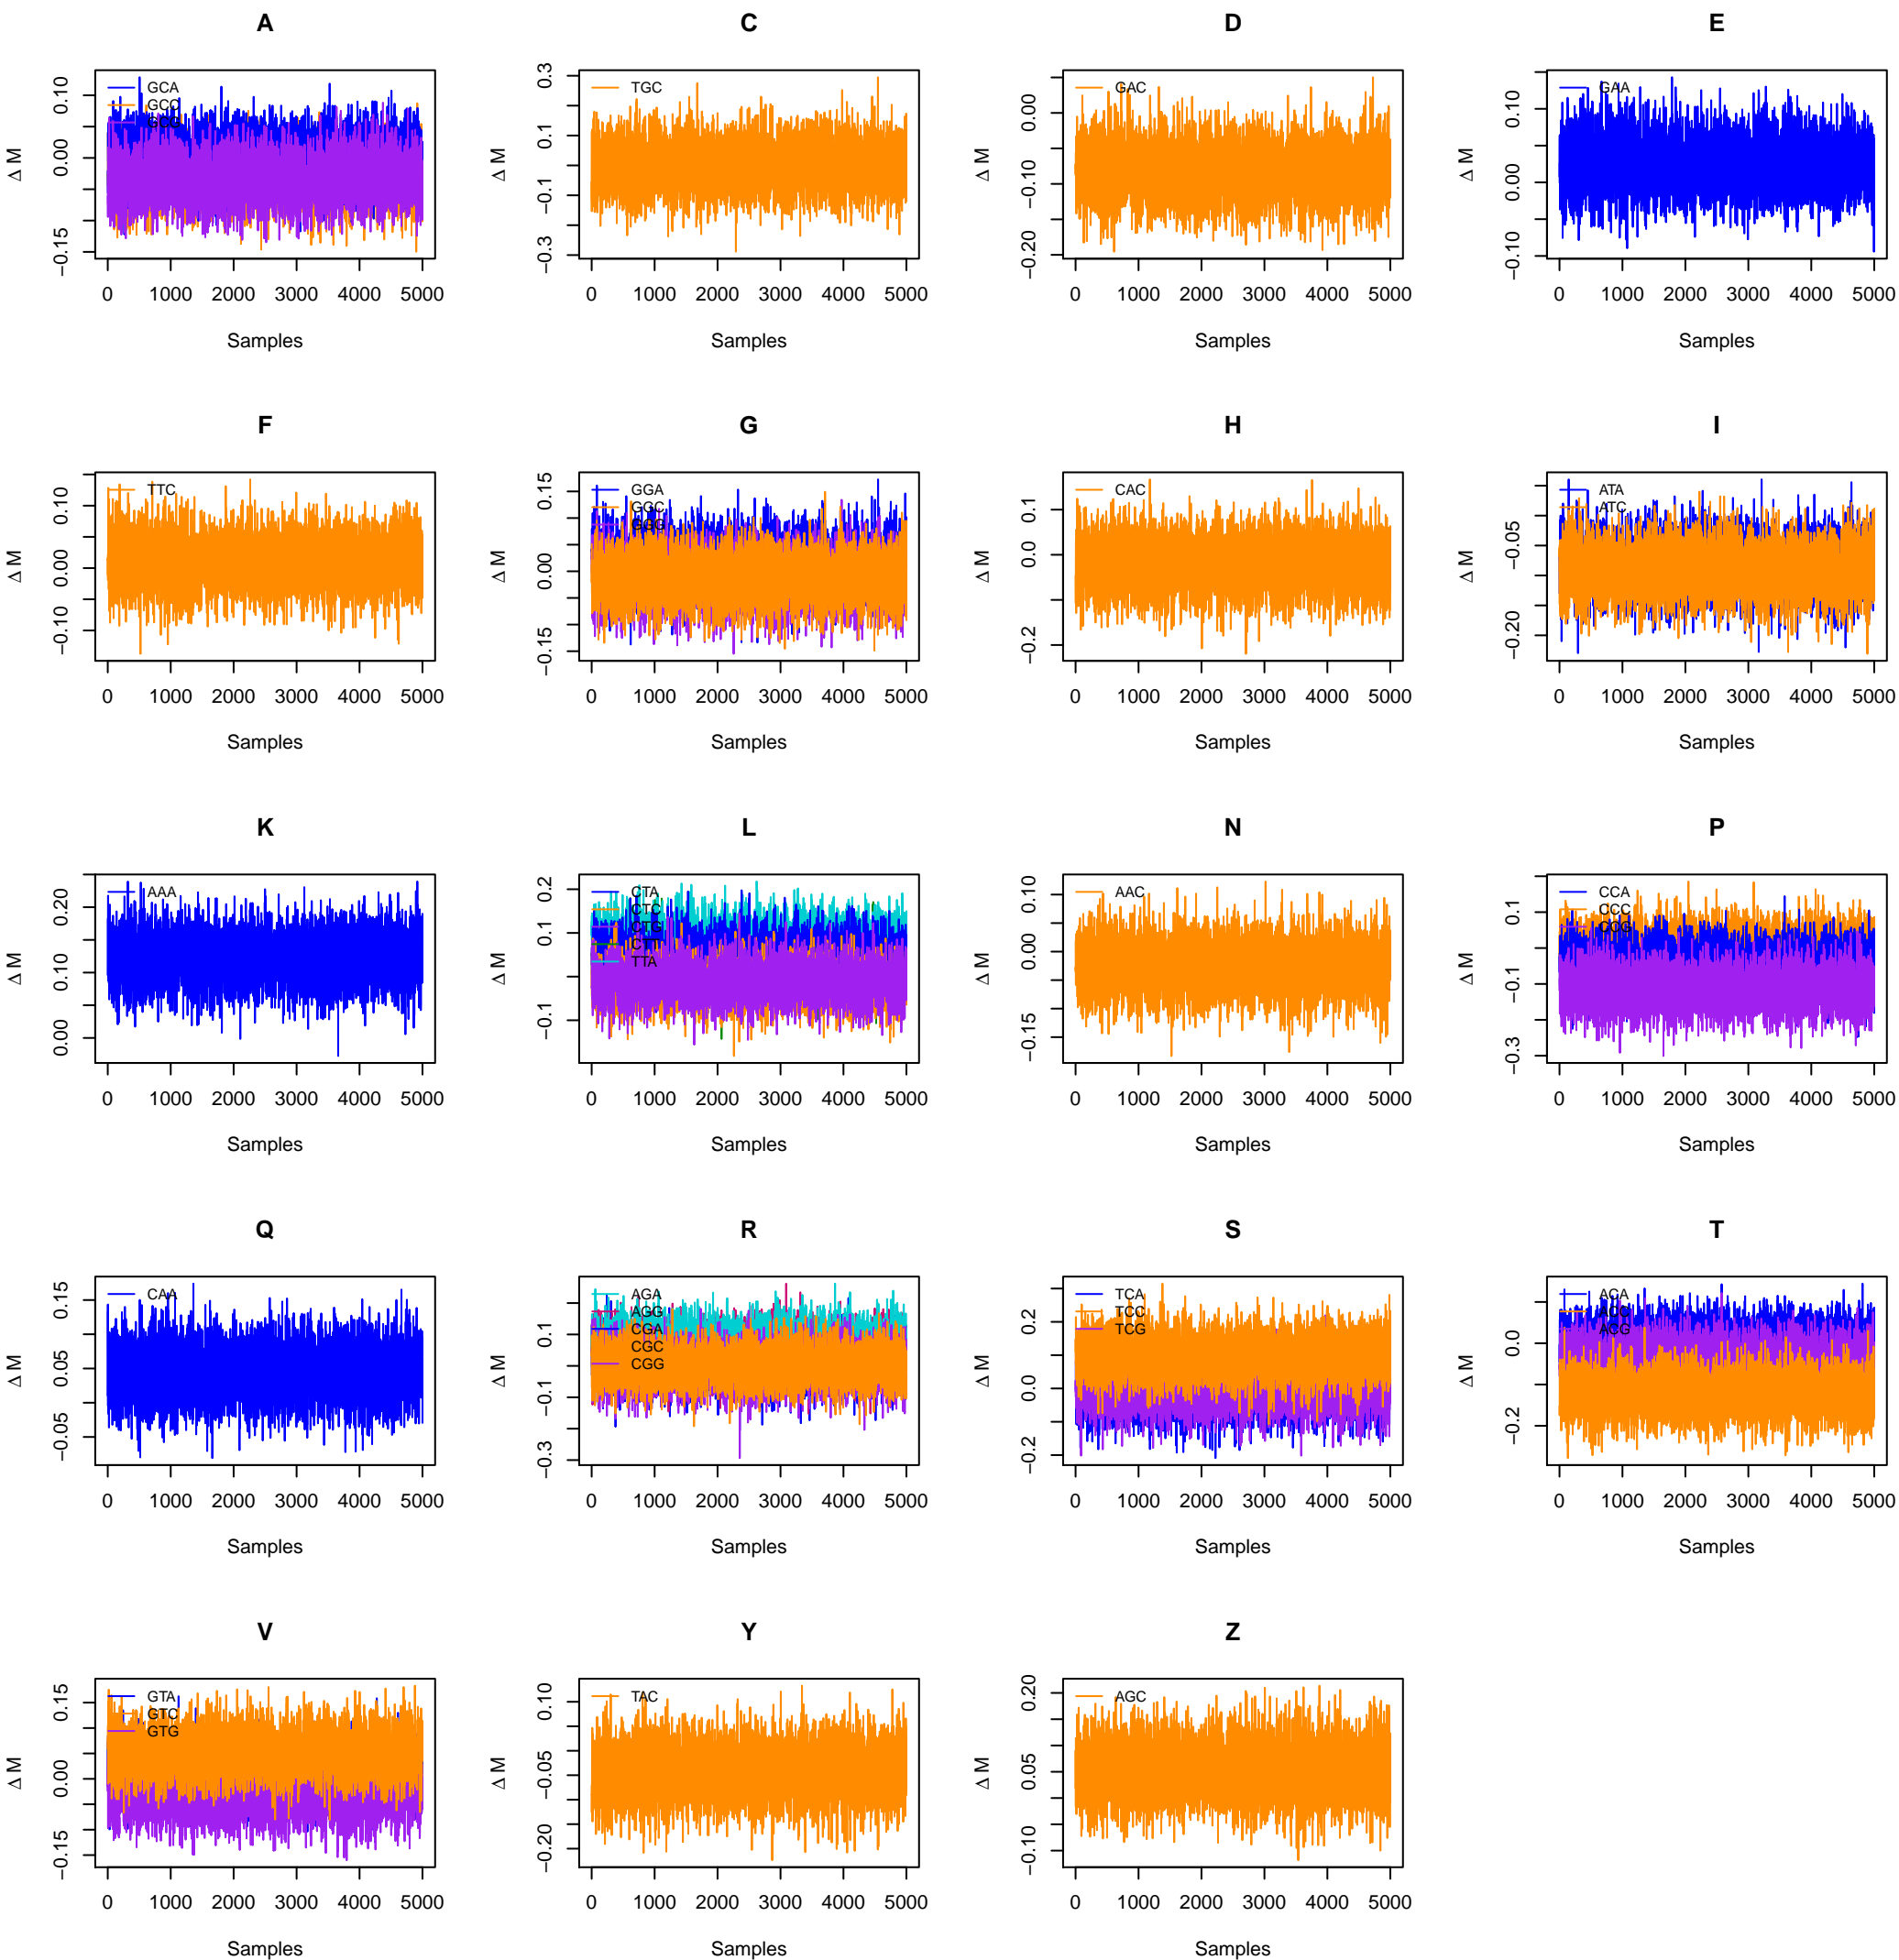 A
C
D
E
Δ M
0.10
0.00
−0.15
GCA
GCC
GCG
0 1000 2000 3000 4000 5000
Samples
Δ M
0.3
0.1
−0.1
−0.3
TGC
0 1000 2000 3000 4000 5000
Samples
Δ M
0.00
−0.10
−0.20
GAC
0 1000 2000 3000 4000 5000
Samples
Δ M
0.10
0.00
−0.10
GAA
0 1000 2000 3000 4000 5000
Samples
F
G
H
I
Δ M
0.10
0.00
−0.10
TTC
0 1000 2000 3000 4000 5000
Samples
Δ M
0.15
0.00
−0.15
GGA
GGC
GGG
0 1000 2000 3000 4000 5000
Samples
Δ M
0.1
0.0
−0.2
CAC
0 1000 2000 3000 4000 5000
Samples
Δ M
−0.05
−0.20
ATA
ATC
0 1000 2000 3000 4000 5000
Samples
K
L
N
P
Δ M
0.20
0.10
0.00
AAA
0 1000 2000 3000 4000 5000
Samples
Δ M
0.2
0.1
−0.1
CTA
CTC
CTG
CTT
TTA
0 1000 2000 3000 4000 5000
Samples
Δ M
0.10
0.00
−0.15
AAC
0 1000 2000 3000 4000 5000
Samples
Δ M
0.1
−0.1
−0.3
CCA
CCC
CCG
0 1000 2000 3000 4000 5000
Samples
Q
R
S
T
Δ M
0.15
0.05
−0.05
CAA
0 1000 2000 3000 4000 5000
Samples
Δ M
0.1
−0.1
−0.3
AGA
AGG
CGA
CGC
CGG
0 1000 2000 3000 4000 5000
Samples
Δ M
0.2
0.0
−0.2
TCA
TCC
TCG
0 1000 2000 3000 4000 5000
Samples
Δ M
0.0
−0.2
ACA
ACC
ACG
0 1000 2000 3000 4000 5000
Samples
V
Y
Z
Δ M
0.15
0.00
−0.15
GTA
GTC
GTG
0 1000 2000 3000 4000 5000
Samples
Δ M
0.10
−0.05
−0.20
TAC
0 1000 2000 3000 4000 5000
Samples
Δ M
0.20
0.05
−0.10
AGC
0 1000 2000 3000 4000 5000
Samples